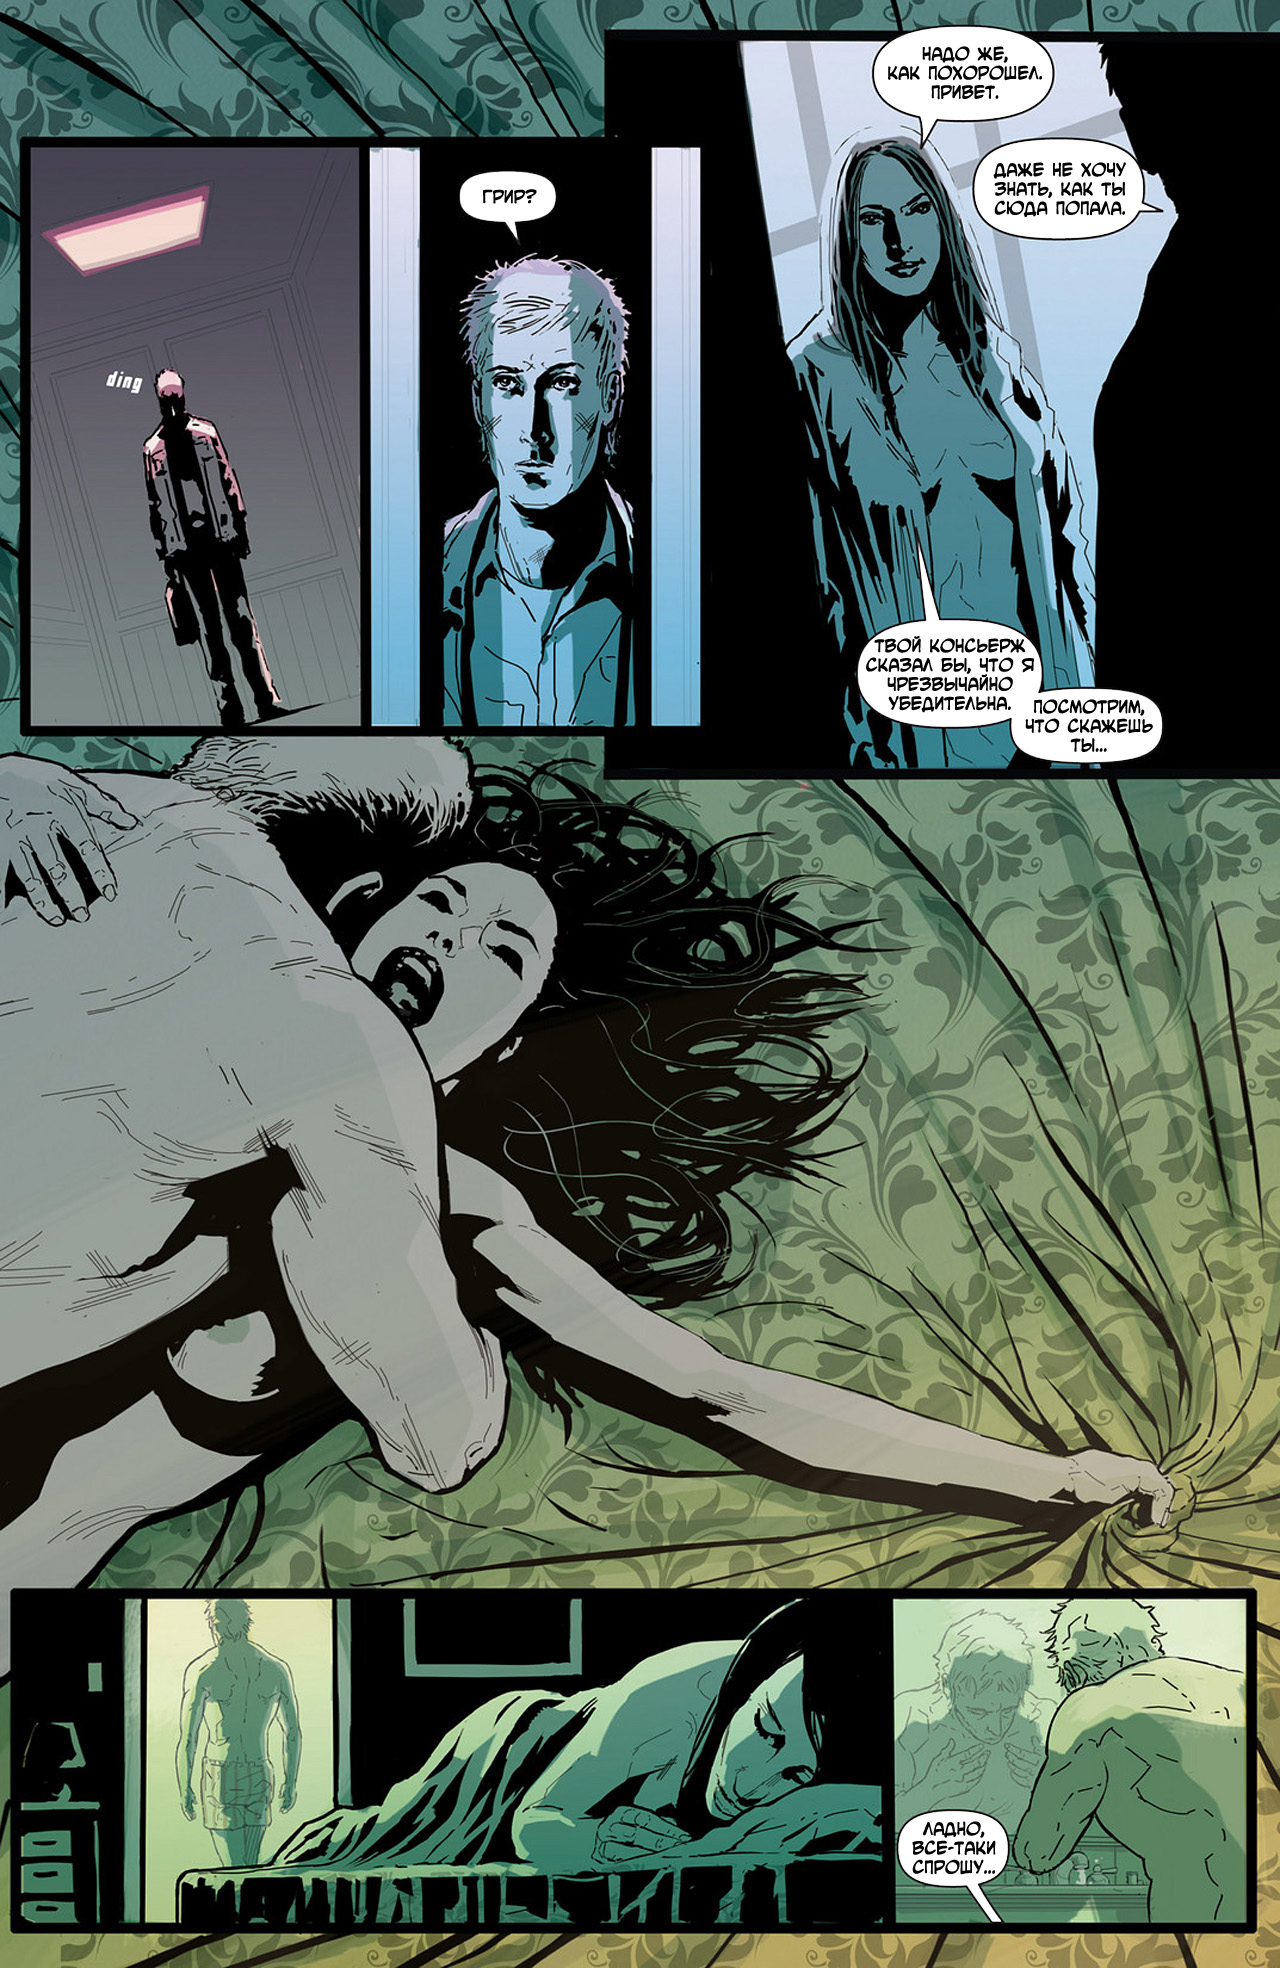 ding
ГРИР?
НАДО ЖЕ,
КАК ПОХОРОШЕЛ.
ПРИВЕТ.
ДАЖЕ НЕ ХОЧУ
ЗНАТЬ, КАК ТЫ
СЮДА ПОПАЛА.
ТВОЙ КОНСЬЕРЖ
СКАЗАЛ БЫ, ЧТО Я
ЧРЕЗВЫЧАЙНО
УБЕДИТЕЛЬНА.
ПОСМОТРИМ,
ЧТО СКАЖЕШЬ
ТЫ...
ЛАДНО,
ВСЕ-ТАКИ
СПРОШУ...